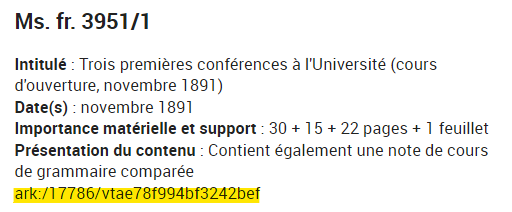 Ms. fr. 3951/1
Intitulé : Trois premières conférences à l'Université (cours
d'ouverture, novembre 1891)
Date(s) : novembre 1891
Importance matérielle et support : 30 + 15 + 22 pages + 1 feuillet
Présentation du contenu : Contient également une note de cours
de grammaire comparée
ark:/17786/vtae78f994bf3242bef